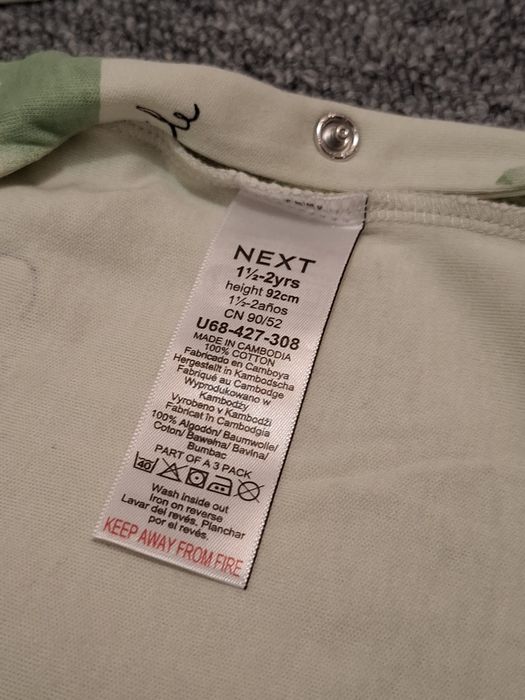 NEXT
1½-2yrs
height 92cm
1½-2años
CN 90/52
U68-427-308
MADE IN CAMBODIA
100% COTTON
Fabricado en Camboya
Hergestellt in Kambodscha
Fabriqué au Cambodge
Wyprodukowano w
Kambodży
Vyrobeno v Kambodži
Fabricat în Cambodgia
100% Algodón/ Baumwolle/
Coton/ Bawełna/ Bavlna/
Bumbac
PART OF A 3 PACK
40
Wash inside out
Iron on reverse
Lavar del revés. Planchar
por el revés.
KEEP AWAY FROM FIRE